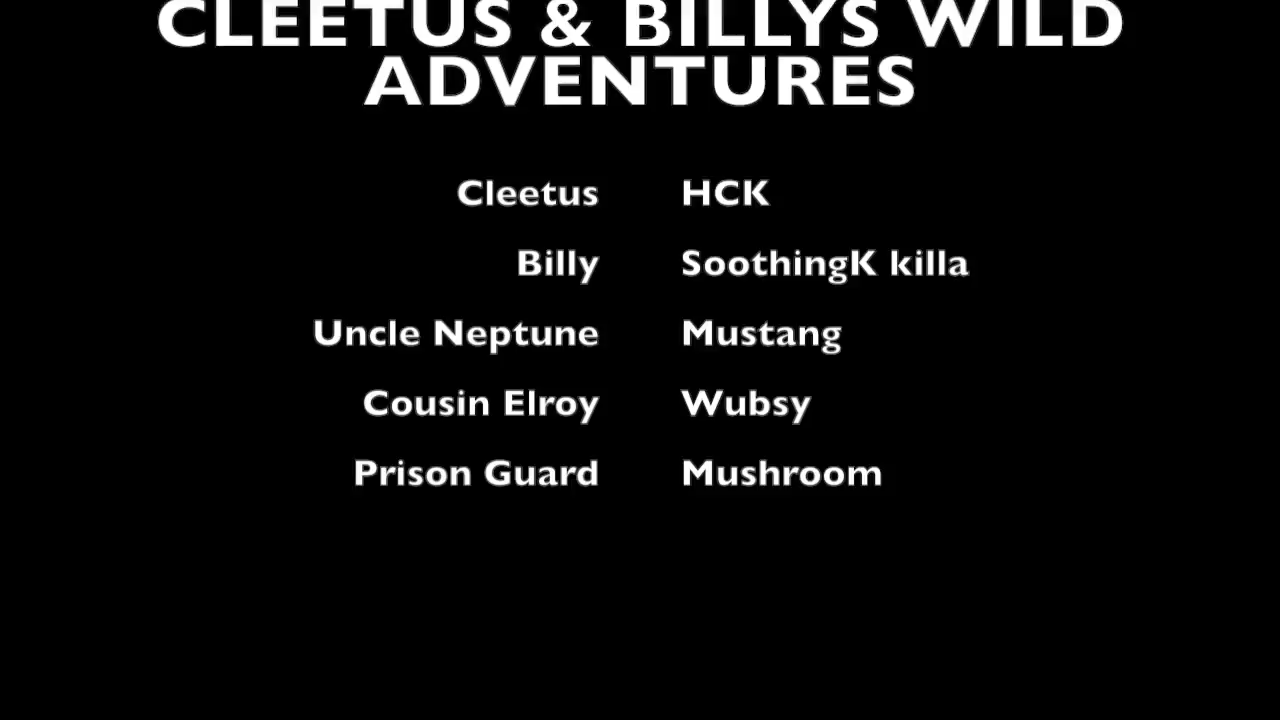 CLEETUS & BILLYS WILD
ADVENTURES
Cleetus HCK
Billy SoothingK killa
Uncle Neptune Mustang
Cousin Elroy Wubsy
Prison Guard Mushroom